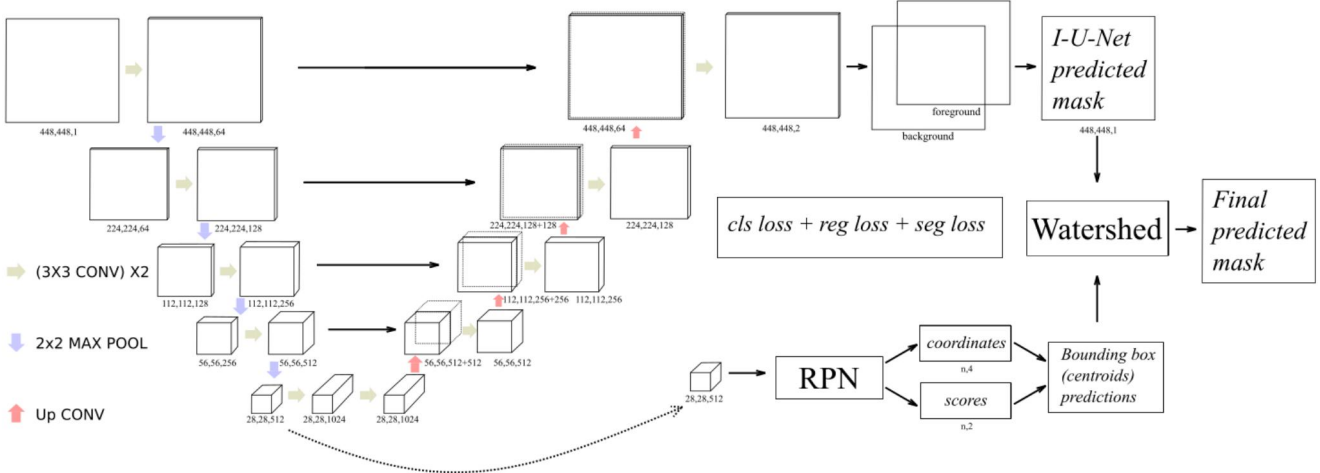 448,448,1
448,448,64
448,448,64
448,448,2
foreground
background
I-U-Net
predicted
mask
448,448,1
224,224,64
224,224,128
224,224,128+128
224,224,128
cls loss + reg loss + seg loss
Watershed
Final
predicted
mask
(3X3 CONV) X2
112,112,128
112,112,256
112,112,256+256
112,112,256
2x2 MAX POOL
56,56,256
56,56,512
56,56,512+512
56,56,512
Up CONV
28,28,512
28,28,1024
28,28,1024
28,28,512
RPN
coordinates
n,4
scores
n,2
Bounding box
(centroids)
predictions